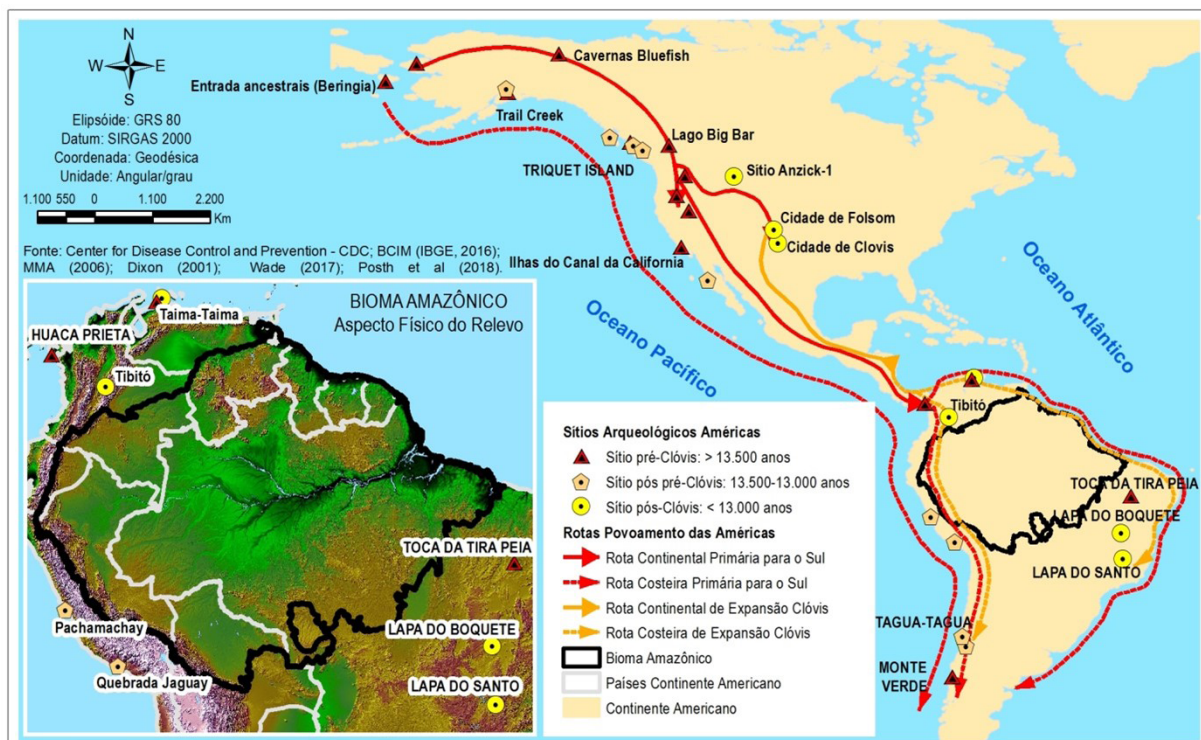 N
W E
S
Elipsóide: GRS 80
Datum: SIRGAS 2000
Coordenada: Geodésica
Unidade: Angular/grau
1.100 550 0 1.100 2.200
Km
Fonte: Center for Disease Control and Prevention - CDC; BCIM (IBGE, 2016);
MMA (2006); Dixon (2001); Wade (2017); Posth et al (2018).
Cavernas Bluefish
Entrada ancestrais (Beringia)
Trail Creek
Lago Big Bar
TRIQUET ISLAND
Sítio Anzick-1
Cidade de Folsom
Cidade de Clovis
Ilhas do Canal da California
Oceano Pacífico
Oceano Atlântico
Tibitó
TOCA DA TIRA PEIA
LAPA DO BOQUETE
LAPA DO SANTO
TAGUA-TAGUA
MONTE
VERDE
BIOMA AMAZÔNICO
Aspecto Físico do Relevo
Taima-Taima
HUACA PRIETA
Tibitó
TOCA DA TIRA PEIA
Pachamachay
LAPA DO BOQUETE
Quebrada Jaguay
LAPA DO SANTO
Sítios Arqueológicos Américas
Sítio pré-Clóvis: > 13.500 anos
Sítio pós pré-Clóvis: 13.500-13.000 anos
Sítio pós-Clóvis: < 13.000 anos
Rotas Povoamento das Américas
Rota Continental Primária para o Sul
Rota Costeira Primária para o Sul
Rota Continental de Expansão Clóvis
Rota Costeira de Expansão Clóvis
Bioma Amazônico
Países Continente Americano
Continente Americano